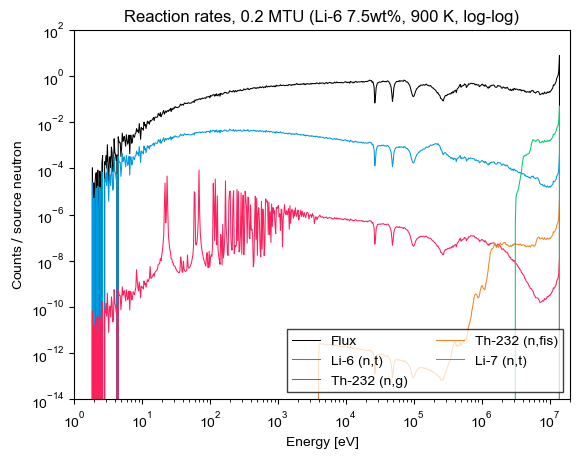 Reaction rates, 0.2 MTU (Li-6 7.5wt%, 900 K, log-log)
Counts / source neutron
10^2
10^0
10^-2
10^-4
10^-6
10^-8
10^-10
10^-12
10^-14
Flux
Li-6 (n,t)
Th-232 (n,g)
Th-232 (n,fis)
Li-7 (n,t)
10^0 10^1 10^2 10^3 10^4 10^5 10^6 10^7
Energy [eV]